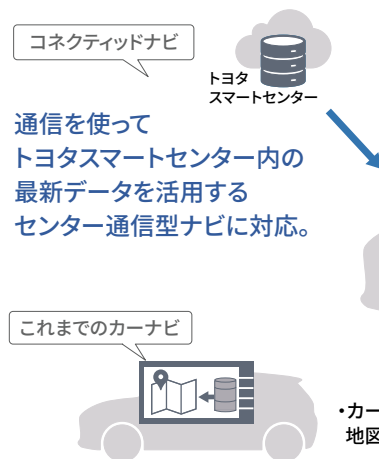 コネクティッドナビ
トヨタ
スマートセンター
通信を使って
トヨタスマートセンター内の
最新データを活用する
センター通信型ナビに対応。
これまでのカーナビ
・カー
地図